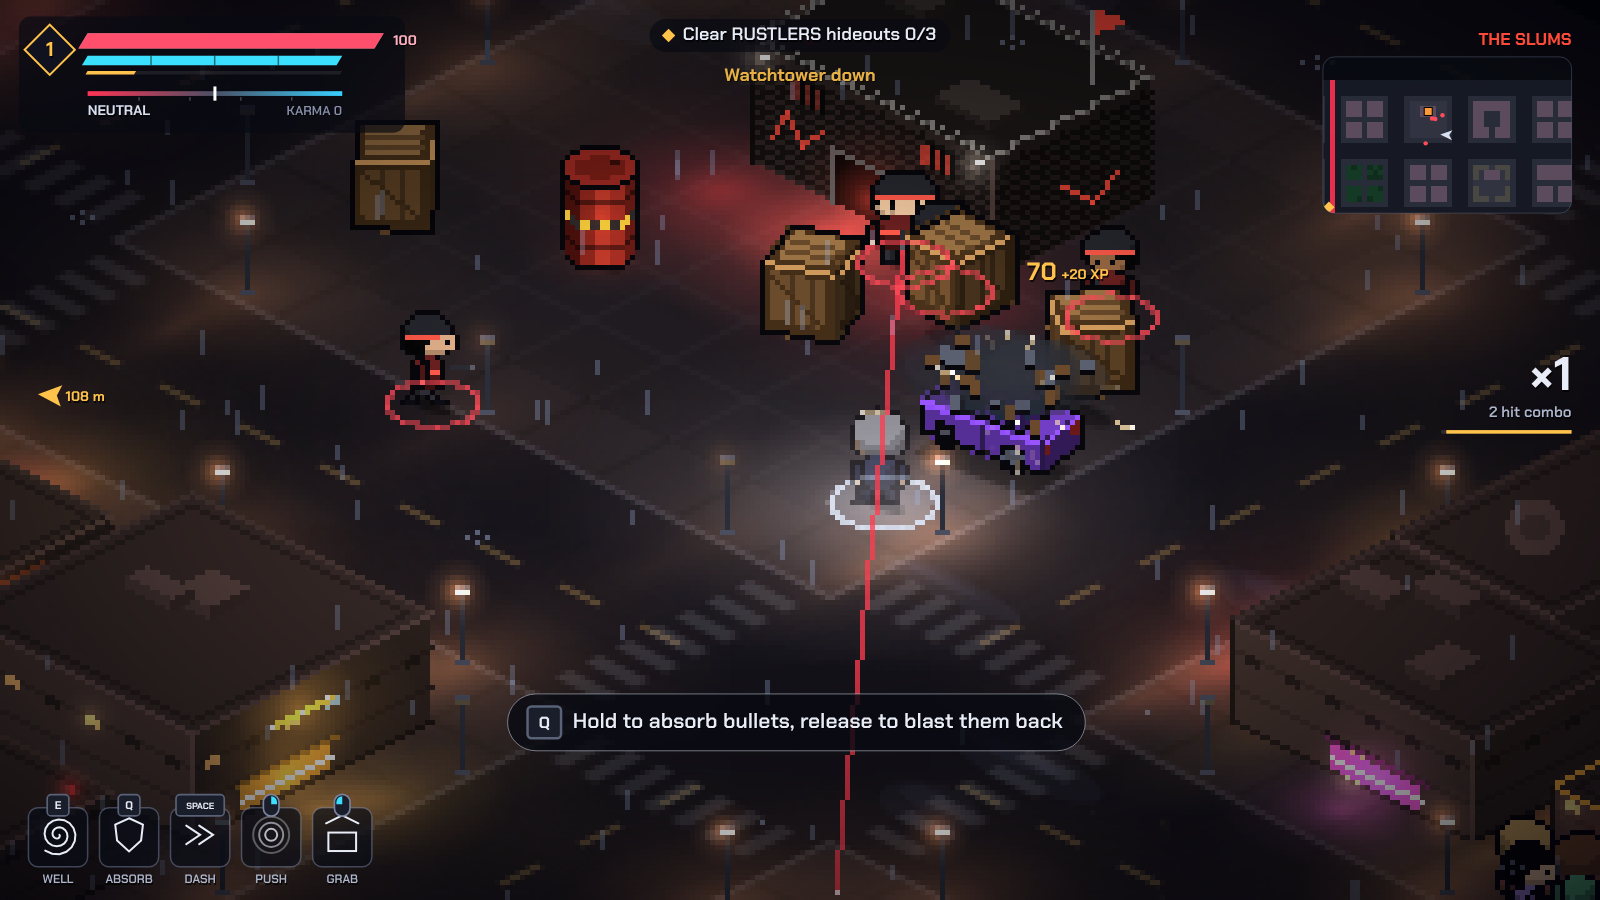 1
100
NEUTRAL
KARMA 0
Clear RUSTLERS hideouts 0/3
Watchtower down
THE SLUMS
70 +20 XP
108 m
×1
2 hit combo
Q Hold to absorb bullets, release to blast them back
E
Q
SPACE
WELL
ABSORB
DASH
PUSH
GRAB